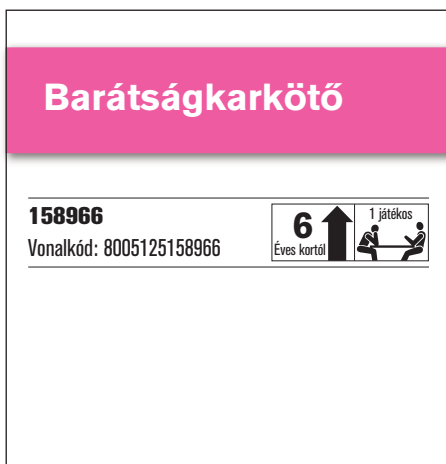 Barátságkarkötő
158966
Vonalkód: 8005125158966
6
Éves kortól
1 játékos